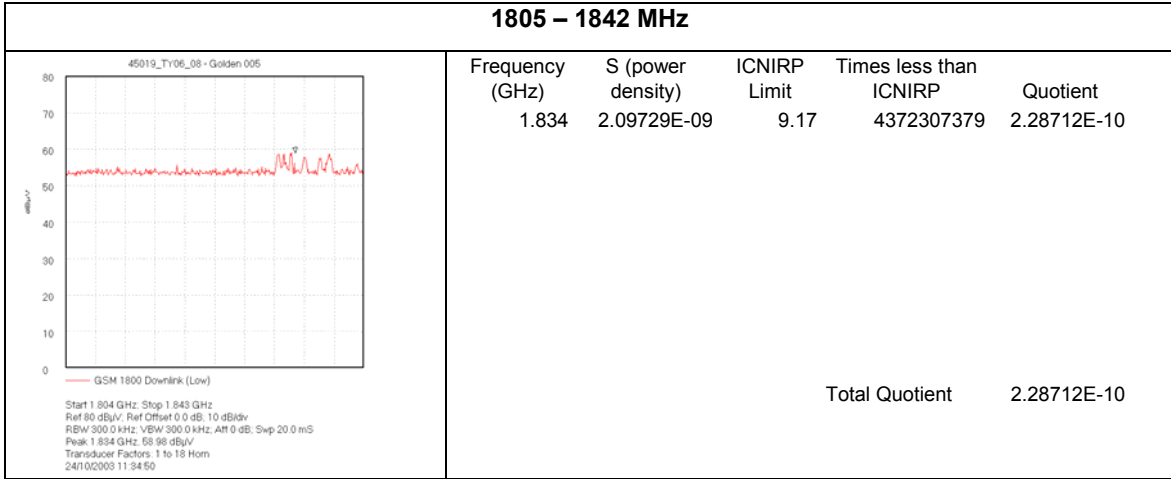 1805 – 1842 MHz
45019_TY06_08 - Golden 005
80
70
60
50
40
30
20
10
0
dBµV
GSM 1800 Downlink (Low)
Start 1.804 GHz; Stop 1.843 GHz
Ref 80 dBµV; Ref Offset 0.0 dB; 10 dB/div
RBW 300.0 kHz; VBW 300.0 kHz; Att 0 dB; Swp 20.0 mS
Peak 1.834 GHz, 58.98 dBµV
Transducer Factors: 1 to 18 Horn
24/10/2003 11:34:50
Frequency (GHz) S (power density) ICNIRP Limit Times less than ICNIRP Quotient
1.834 2.09729E-09 9.17 4372307379 2.28712E-10
Total Quotient 2.28712E-10